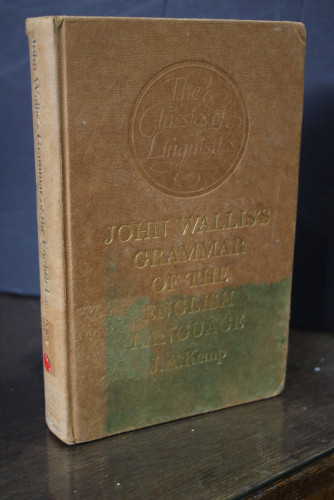 The
Classics of
Linguistics
JOHN WALLIS'S
GRAMMAR
OF THE
ENGLISH
LANGUAGE
J.A. Kemp